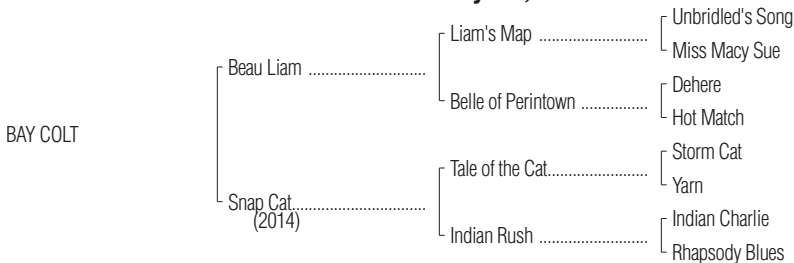 Unbridled's Song
Liam's Map ..........................
Miss Macy Sue
Beau Liam ............................
Dehere
Belle of Perintown ................
Hot Match
BAY COLT
Storm Cat
Tale of the Cat........................
Yarn
Snap Cat................................
(2014)
Indian Charlie
Indian Rush ..........................
Rhapsody Blues